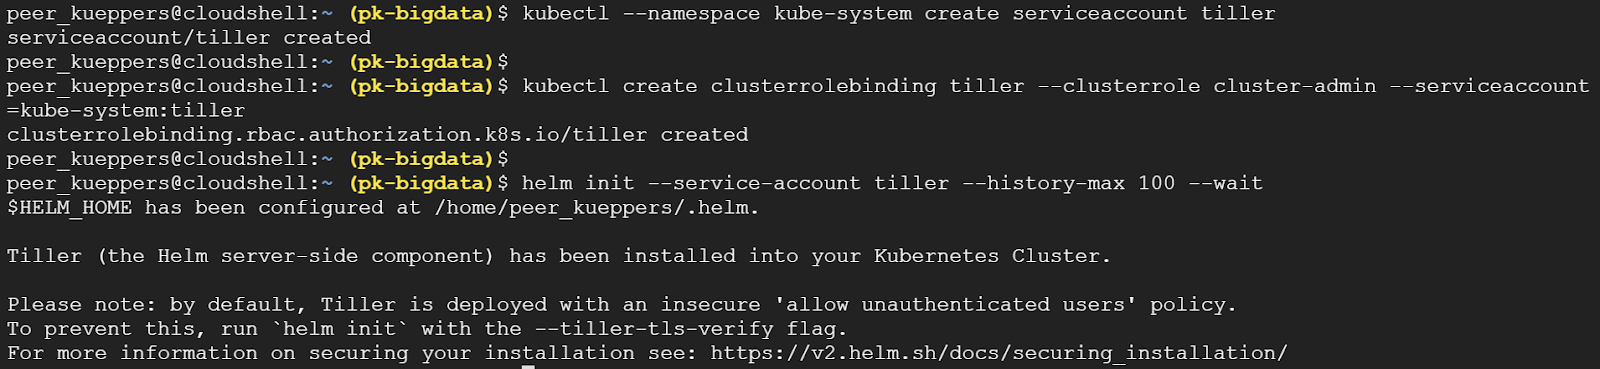 peer_kueppers@cloudshell:~ (pk-bigdata)$ kubectl --namespace kube-system create serviceaccount tiller
serviceaccount/tiller created
peer_kueppers@cloudshell:~ (pk-bigdata)$
peer_kueppers@cloudshell:~ (pk-bigdata)$ kubectl create clusterrolebinding tiller --clusterrole cluster-admin --serviceaccount
=kube-system:tiller
clusterrolebinding.rbac.authorization.k8s.io/tiller created
peer_kueppers@cloudshell:~ (pk-bigdata)$
peer_kueppers@cloudshell:~ (pk-bigdata)$ helm init --service-account tiller --history-max 100 --wait
$HELM_HOME has been configured at /home/peer_kueppers/.helm.
Tiller (the Helm server-side component) has been installed into your Kubernetes Cluster.
Please note: by default, Tiller is deployed with an insecure 'allow unauthenticated users' policy.
To prevent this, run `helm init` with the --tiller-tls-verify flag.
For more information on securing your installation see: https://v2.helm.sh/docs/securing_installation/